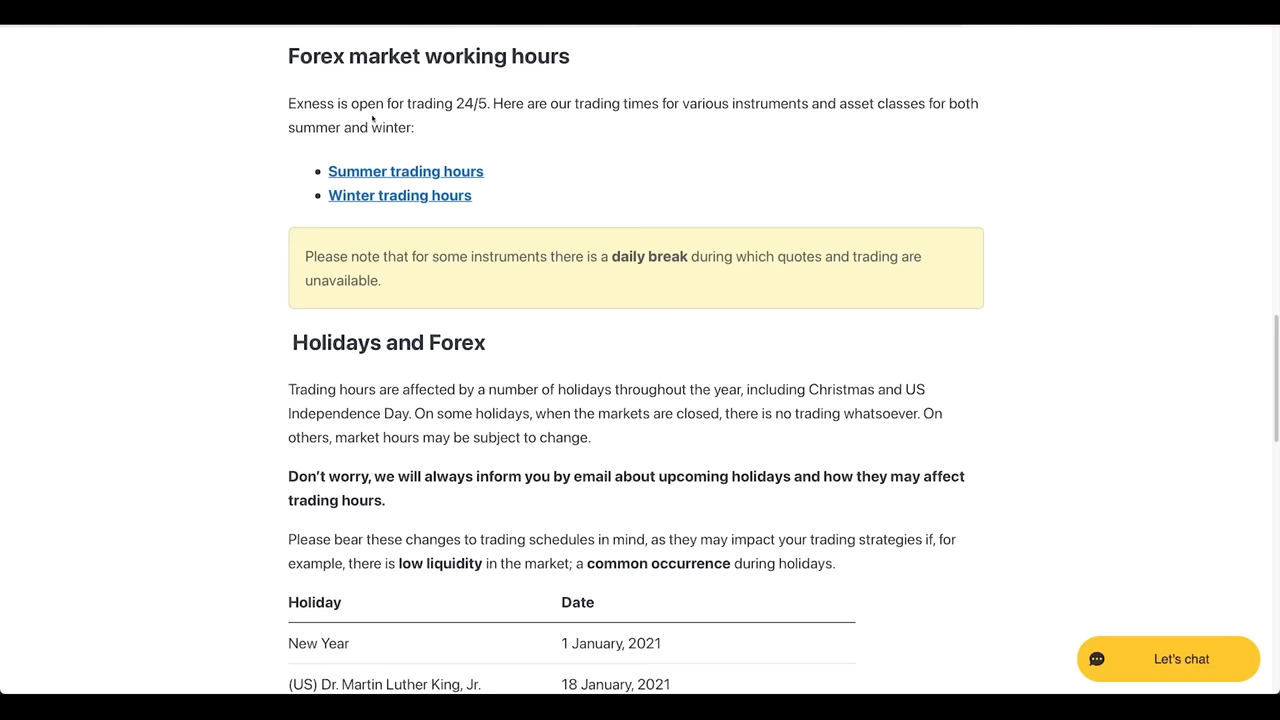 Forex market working hours
Exness is open for trading 24/5. Here are our trading times for various instruments and asset classes for both
summer and winter:
Summer trading hours
Winter trading hours
Please note that for some instruments there is a daily break during which quotes and trading are
unavailable.
Holidays and Forex
Trading hours are affected by a number of holidays throughout the year, including Christmas and US
Independence Day. On some holidays, when the markets are closed, there is no trading whatsoever. On
others, market hours may be subject to change.
Don’t worry, we will always inform you by email about upcoming holidays and how they may affect
trading hours.
Please bear these changes to trading schedules in mind, as they may impact your trading strategies if, for
example, there is low liquidity in the market; a common occurrence during holidays.
Holiday Date
New Year 1 January, 2021
(US) Dr. Martin Luther King, Jr. 18 January, 2021
Let's chat